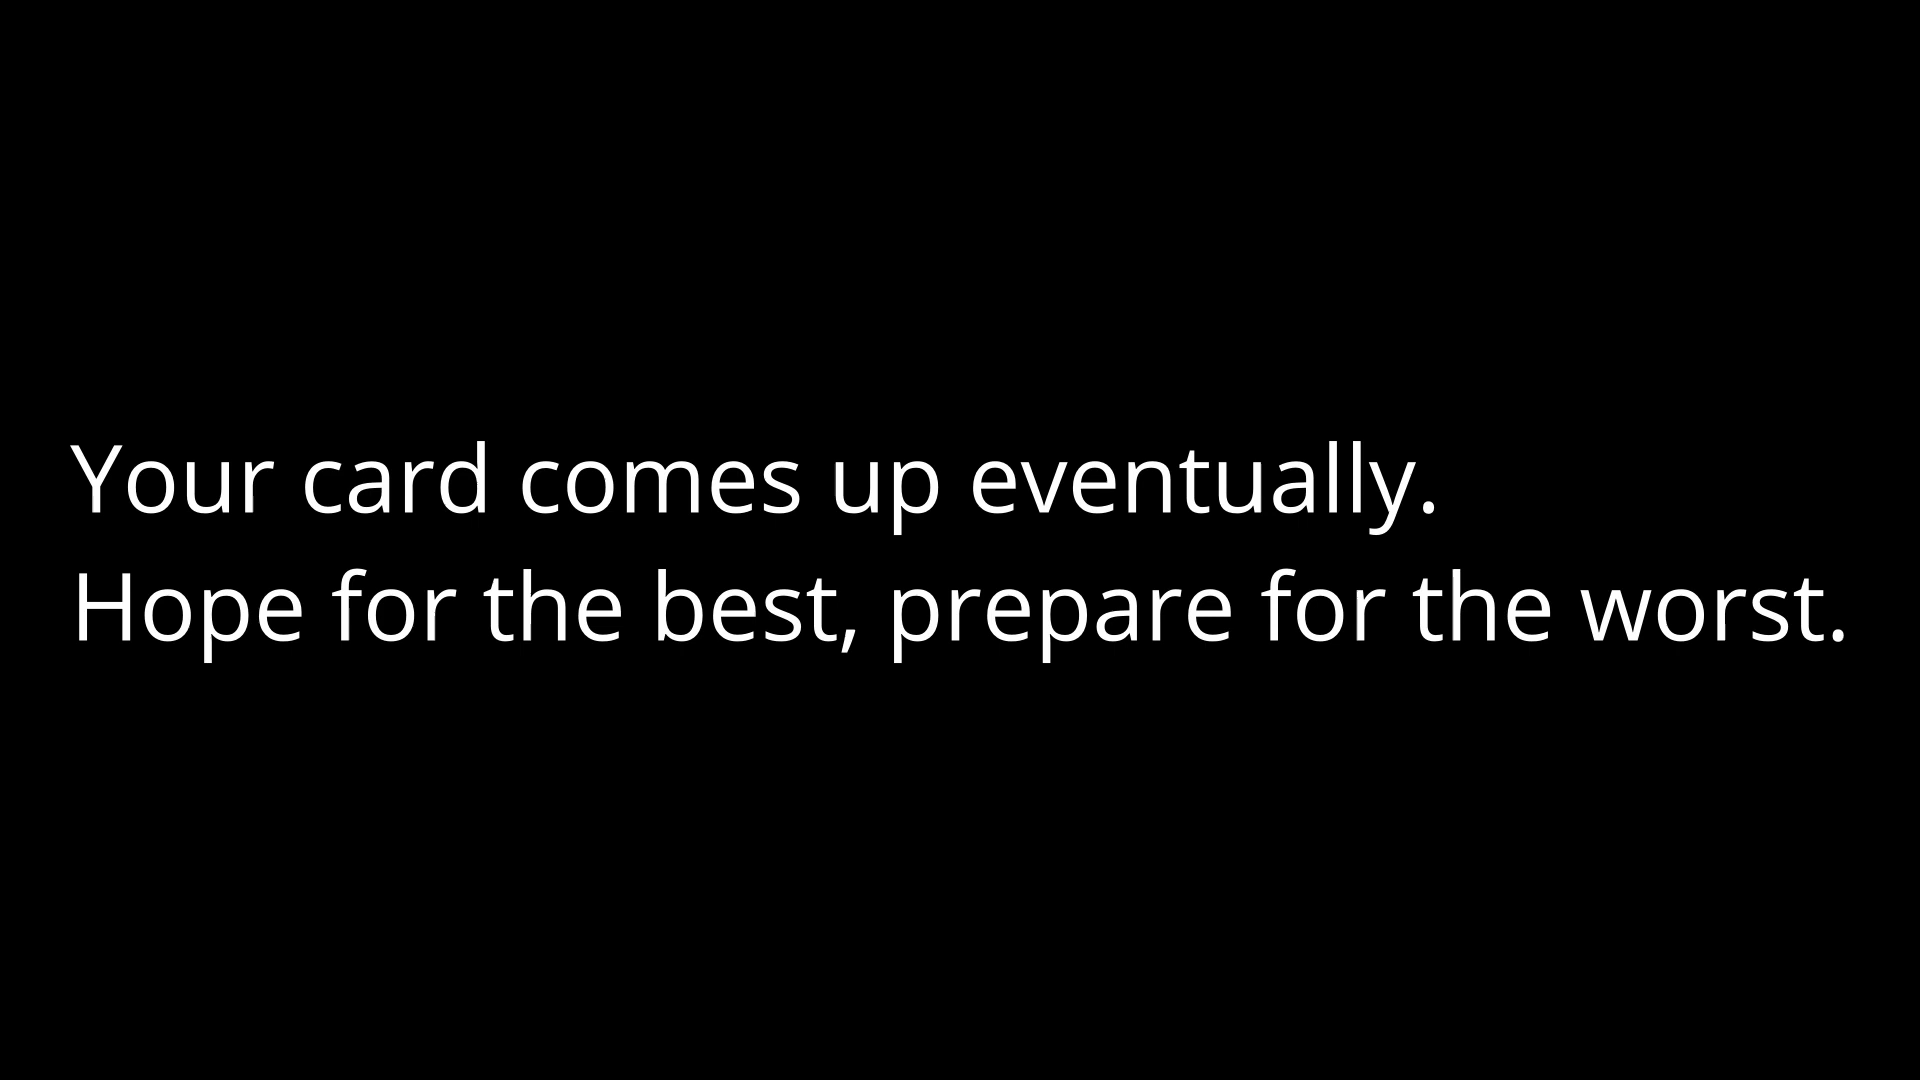 Your card comes up eventually.
Hope for the best, prepare for the worst.